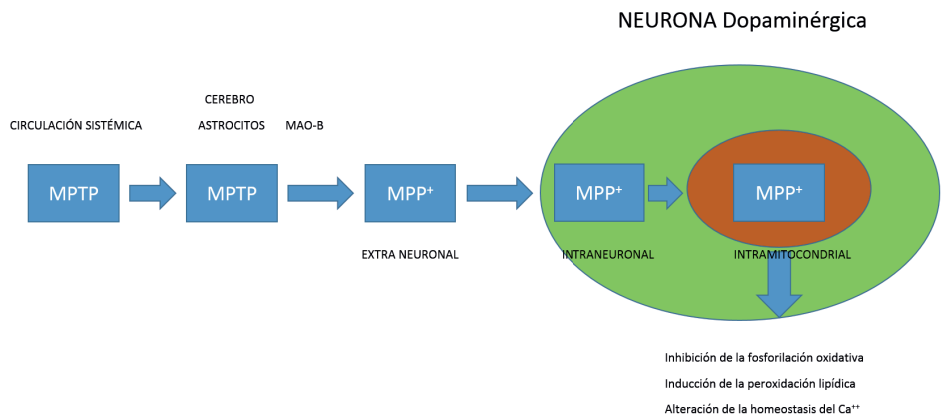 NEURONA Dopaminérgica
CEREBRO
CIRCULACIÓN SISTÉMICA
ASTROCITOS
MAO-B
MPTP
MPTP
MPP⁺
MPP⁺
MPP⁺
EXTRA NEURONAL
INTRANEURONAL
INTRAMITOCONDRIAL
Inhibición de la fosforilación oxidativa
Inducción de la peroxidación lipídica
Alteración de la homeostasis del Ca⁺⁺